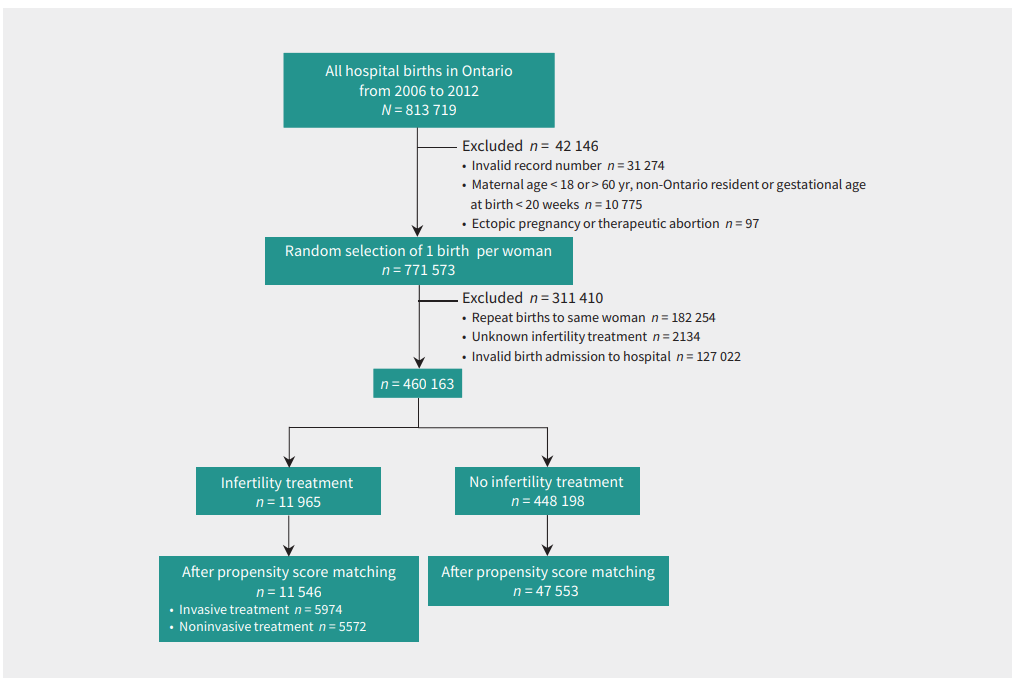 All hospital births in Ontario
from 2006 to 2012
N = 813 719
Excluded n = 42 146
• Invalid record number n = 31 274
• Maternal age < 18 or > 60 yr, non-Ontario resident or gestational age
at birth < 20 weeks n = 10 775
• Ectopic pregnancy or therapeutic abortion n = 97
Random selection of 1 birth per woman
n = 771 573
Excluded n = 311 410
• Repeat births to same woman n = 182 254
• Unknown infertility treatment n = 2134
• Invalid birth admission to hospital n = 127 022
n = 460 163
Infertility treatment
n = 11 965
No infertility treatment
n = 448 198
After propensity score matching
n = 11 546
• Invasive treatment n = 5974
• Noninvasive treatment n = 5572
After propensity score matching
n = 47 553